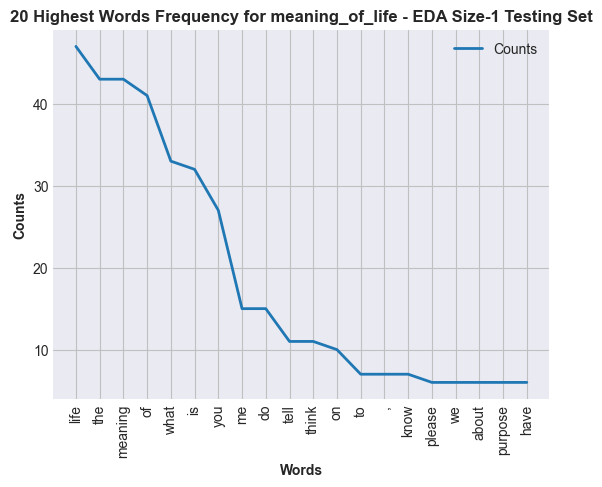 20 Highest Words Frequency for meaning_of_life - EDA Size-1 Testing Set
Counts
Counts
40
30
20
10
life
the
meaning
of
what
is
you
me
do
tell
think
on
to
,
know
please
we
about
purpose
have
Words